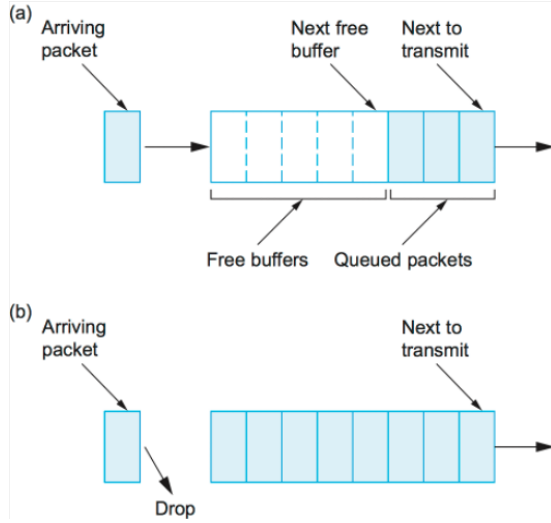 (a)
Arriving
packet
Next free
buffer
Next to
transmit
Free buffers
Queued packets
(b)
Arriving
packet
Next to
transmit
Drop